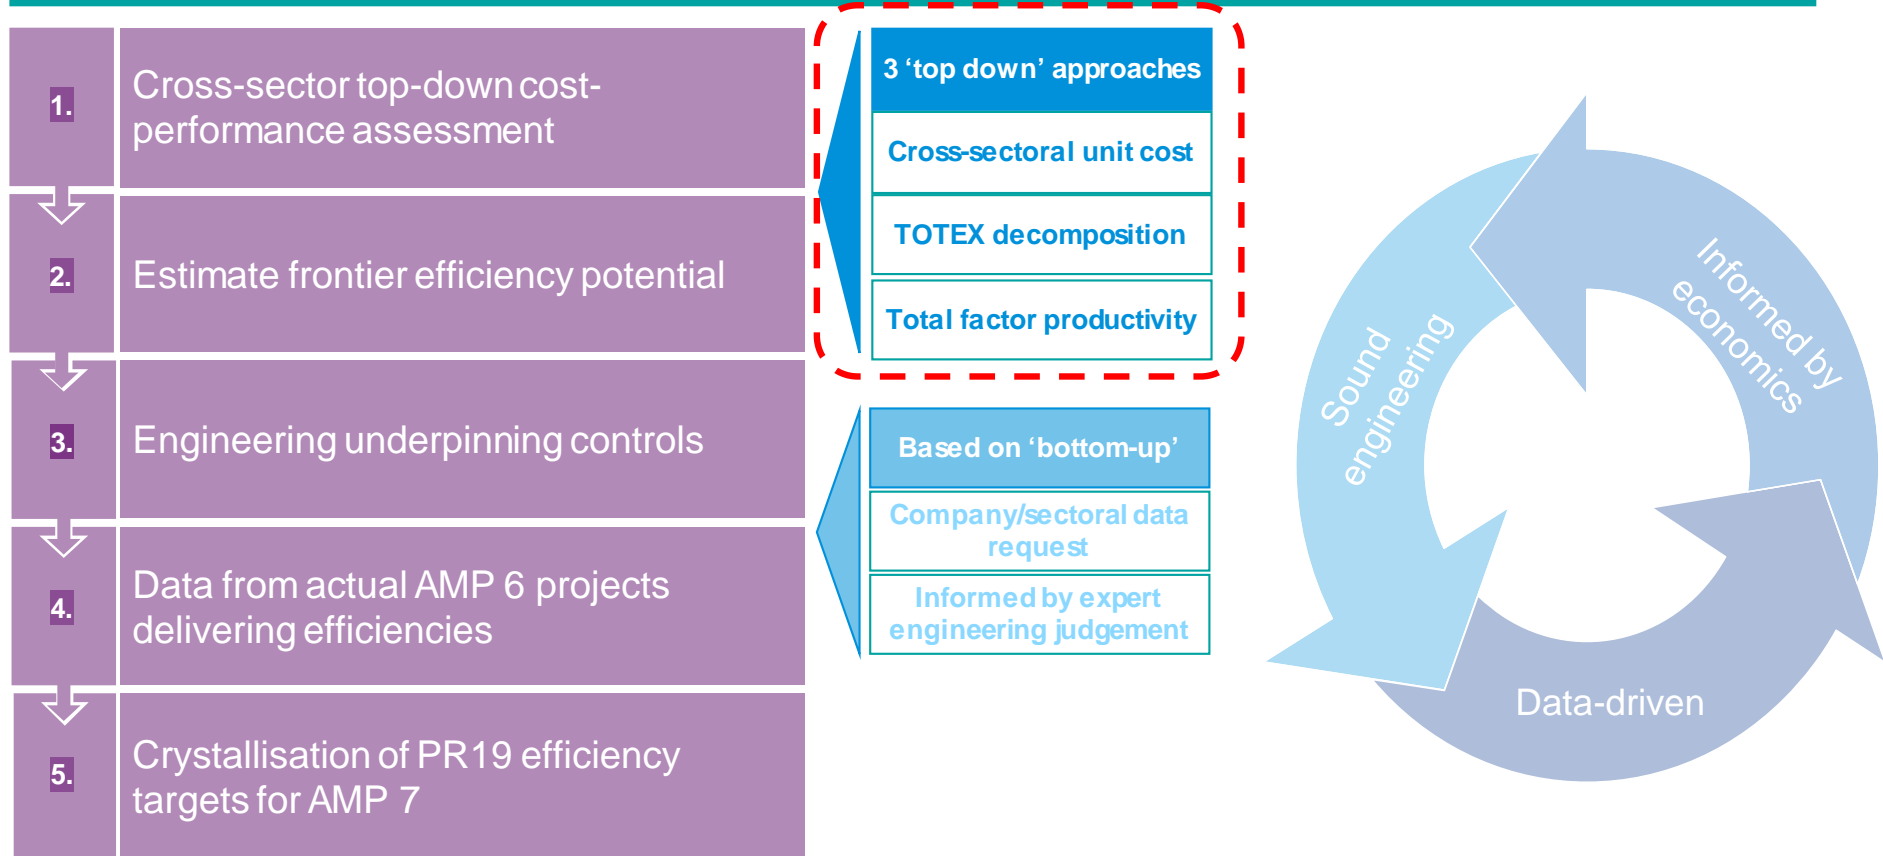 1.
Cross-sector top-down cost-
performance assessment
2.
Estimate frontier efficiency potential
3.
Engineering underpinning controls
4.
Data from actual AMP 6 projects
delivering efficiencies
5.
Crystallisation of PR19 efficiency
targets for AMP 7
3 ‘top down’ approaches
Cross-sectoral unit cost
TOTEX decomposition
Total factor productivity
Based on ‘bottom-up’
Company/sectoral data
request
Informed by expert
engineering judgement
Sound
engineering
Informed by
economics
Data-driven